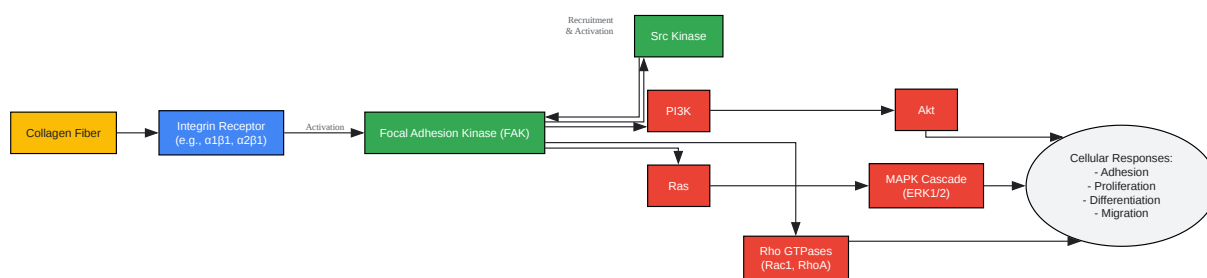 Recruitment
& Activation
Src Kinase
PI3K
Akt
Collagen Fiber
Integrin Receptor
(e.g., α1β1, α2β1)
Activation
Focal Adhesion Kinase (FAK)
Ras
MAPK Cascade
(ERK1/2)
Cellular Responses:
- Adhesion
- Proliferation
- Differentiation
- Migration
Rho GTPases
(Rac1, RhoA)